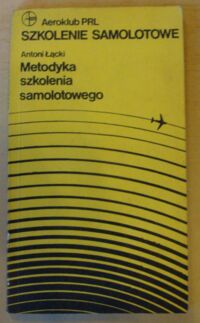 Aeroklub PRL
SZKOLENIE SAMOLOTOWE
Antoni Łącki
Metodyka
szkolenia
samolotowego